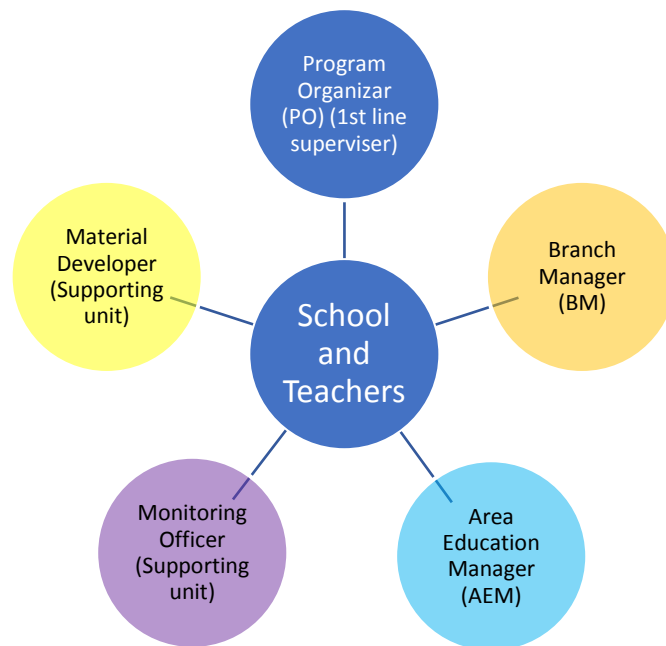 Program
Organizar
(PO) (1st line
superviser)
Material
Developer
(Supporting
unit)
Branch
Manager
(BM)
School
and
Teachers
Monitoring
Officer
(Supporting
unit)
Area
Education
Manager
(AEM)